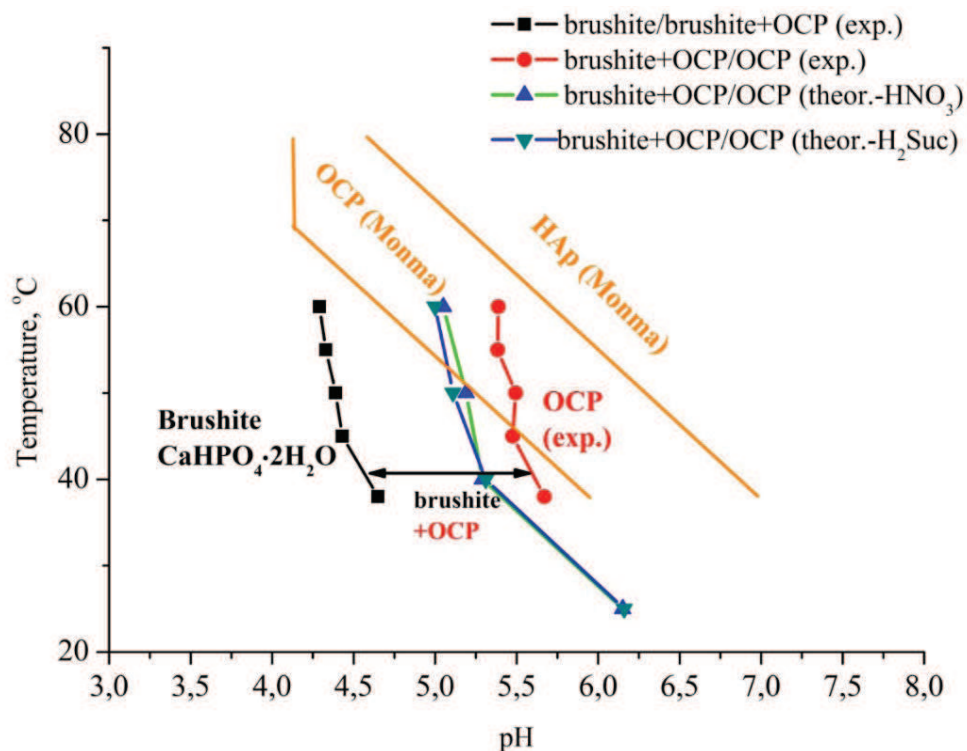 brushite/brushite+OCP (exp.)
brushite+OCP/OCP (exp.)
brushite+OCP/OCP (theor.-HNO₃)
brushite+OCP/OCP (theor.-H₂Suc)
80
60
40
20
Temperature, °C
OCP (Monma)
HAp (Monma)
Brushite
CaHPO₄·2H₂O
OCP
(exp.)
brushite
+OCP
3,0 3,5 4,0 4,5 5,0 5,5 6,0 6,5 7,0 7,5 8,0
pH